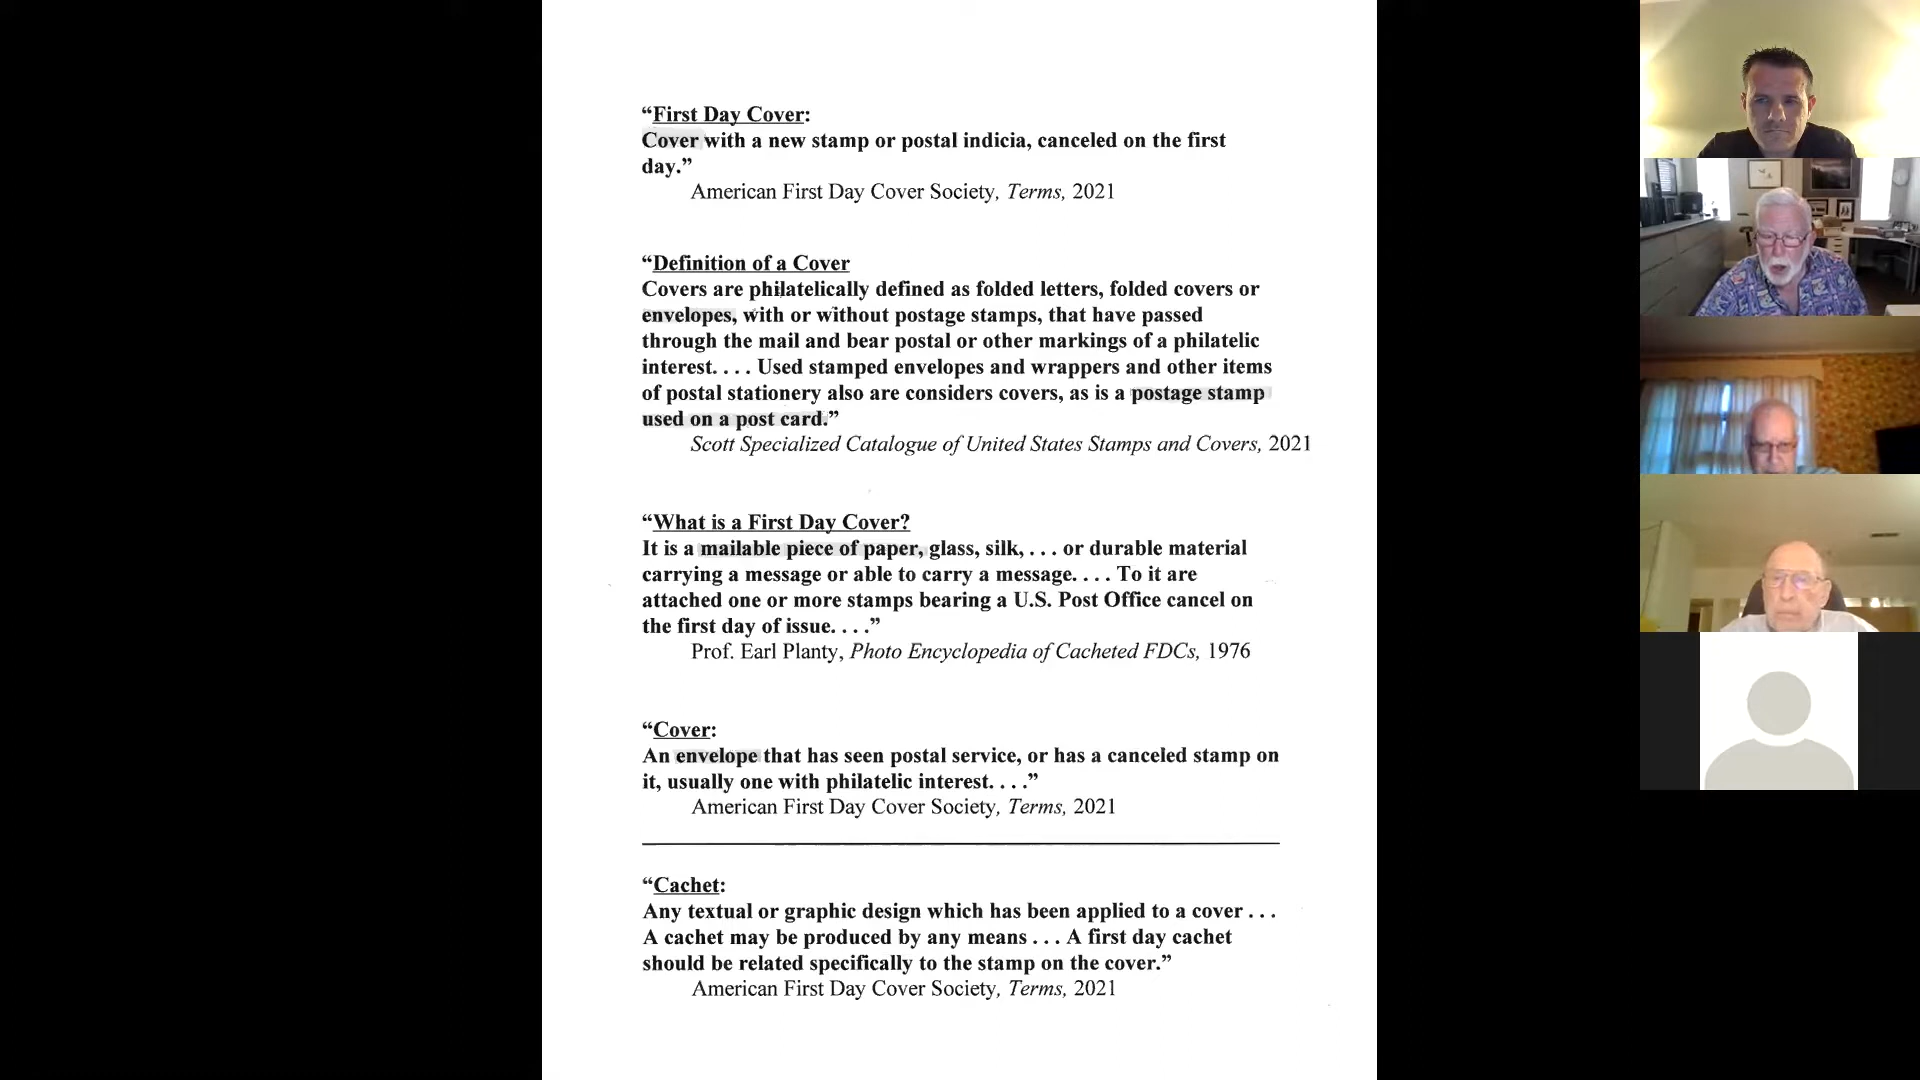 “First Day Cover:
Cover with a new stamp or postal indicia, canceled on the first
day.”
American First Day Cover Society, Terms, 2021
“Definition of a Cover
Covers are philatelically defined as folded letters, folded covers or
envelopes, with or without postage stamps, that have passed
through the mail and bear postal or other markings of a philatelic
interest. . . . Used stamped envelopes and wrappers and other items
of postal stationery also are considers covers, as is a postage stamp
used on a post card.”
Scott Specialized Catalogue of United States Stamps and Covers, 2021
“What is a First Day Cover?
It is a mailable piece of paper, glass, silk, . . . or durable material
carrying a message or able to carry a message. . . . To it are
attached one or more stamps bearing a U.S. Post Office cancel on
the first day of issue. . . .”
Prof. Earl Planty, Photo Encyclopedia of Cacheted FDCs, 1976
“Cover:
An envelope that has seen postal service, or has a canceled stamp on
it, usually one with philatelic interest. . . .”
American First Day Cover Society, Terms, 2021
“Cachet:
Any textual or graphic design which has been applied to a cover . . .
A cachet may be produced by any means . . . A first day cachet
should be related specifically to the stamp on the cover.”
American First Day Cover Society, Terms, 2021